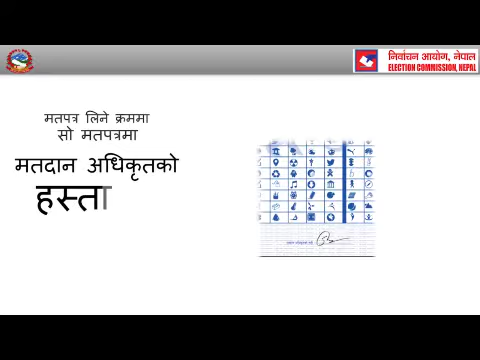 निर्वाचन आयोग, नेपाल
ELECTION COMMISSION, NEPAL
मतपत्र लिने क्रममा
सो मतपत्रमा
मतदान अधिकृतको
हस्ता